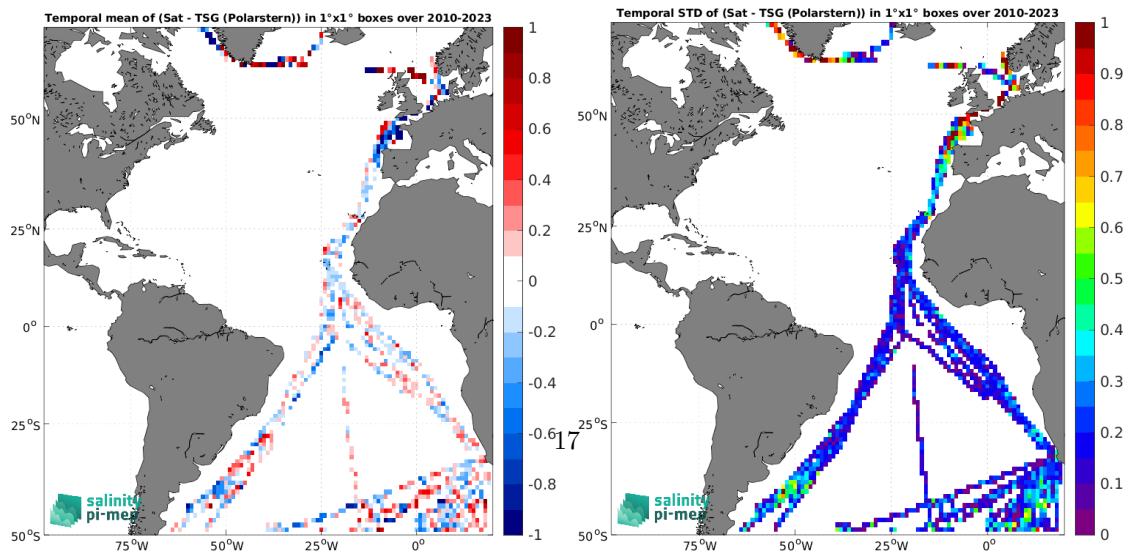 Temporal mean of (Sat - TSG (Polarstern)) in 1°x1° boxes over 2010-2023
50°N
25°N
0°
25°S
50°S
75°W
50°W
25°W
0°
1
0.8
0.6
0.4
0.2
0
-0.2
-0.4
-0.6
-0.8
-1
salinity
pi-mep
17
Temporal STD of (Sat - TSG (Polarstern)) in 1°x1° boxes over 2010-2023
50°N
25°N
0°
25°S
50°S
75°W
50°W
25°W
0°
1
0.9
0.8
0.7
0.6
0.5
0.4
0.3
0.2
0.1
0
salinity
pi-mep